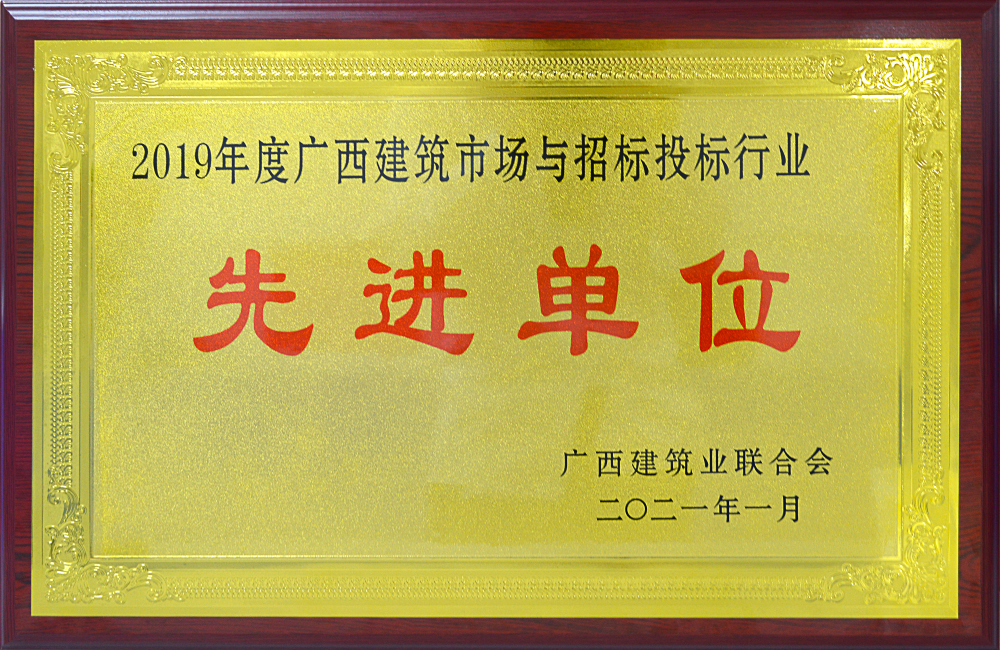 2019年度广西建筑市场与招标投标行业
先进单位
广西建筑业联合会
二〇二一年一月